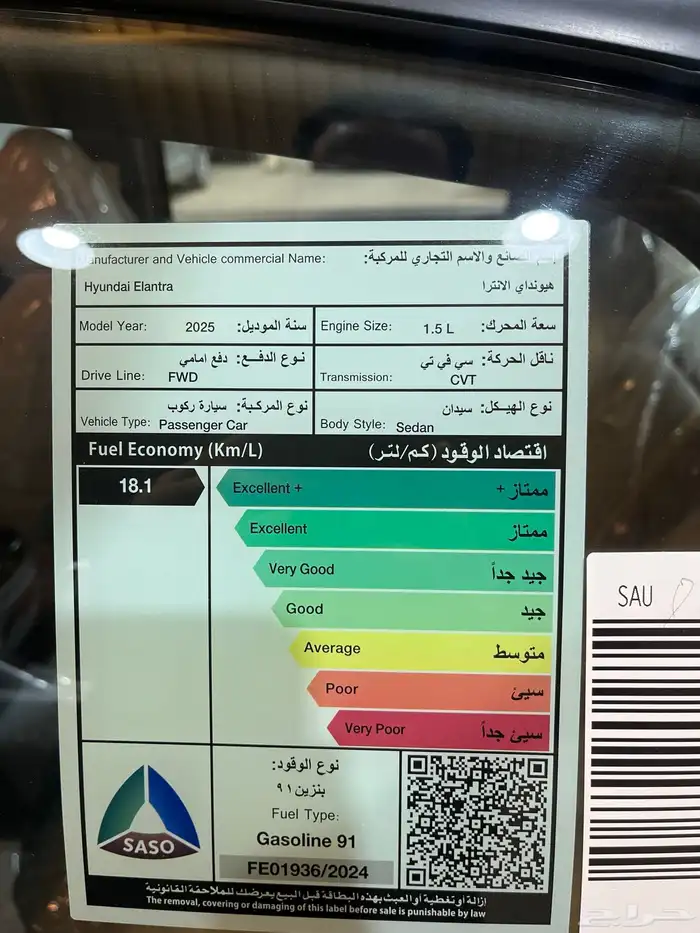 Manufacturer and Vehicle commercial Name: إسم الصانع والاسم التجاري للمركبة:
Hyundai Elantra هيونداي الانترا
Model Year: 2025 سنة الموديل:
Engine Size: 1.5 L سعة المحرك:
نوع الدفع: دفع امامي
Drive Line: FWD
ناقل الحركة: سي في تي
Transmission: CVT
نوع المركبة: سيارة ركوب
Vehicle Type: Passenger Car
نوع الهيكل: سيدان
Body Style: Sedan
Fuel Economy (Km/L) اقتصاد الوقود (كم/لتر)
18.1
Excellent + ممتاز +
Excellent ممتاز
Very Good جيد جداً
Good جيد
Average متوسط
Poor سيئ
Very Poor سيئ جداً
SASO
نوع الوقود:
بنزين ٩١
Fuel Type:
Gasoline 91
FE01936/2024
إزالة أو تغطية أو العبث بهذه البطاقة قبل البيع يعرضك للملاحقة القانونية
The removal, covering or damaging of this label before sale is punishable by law
SAU
حراج